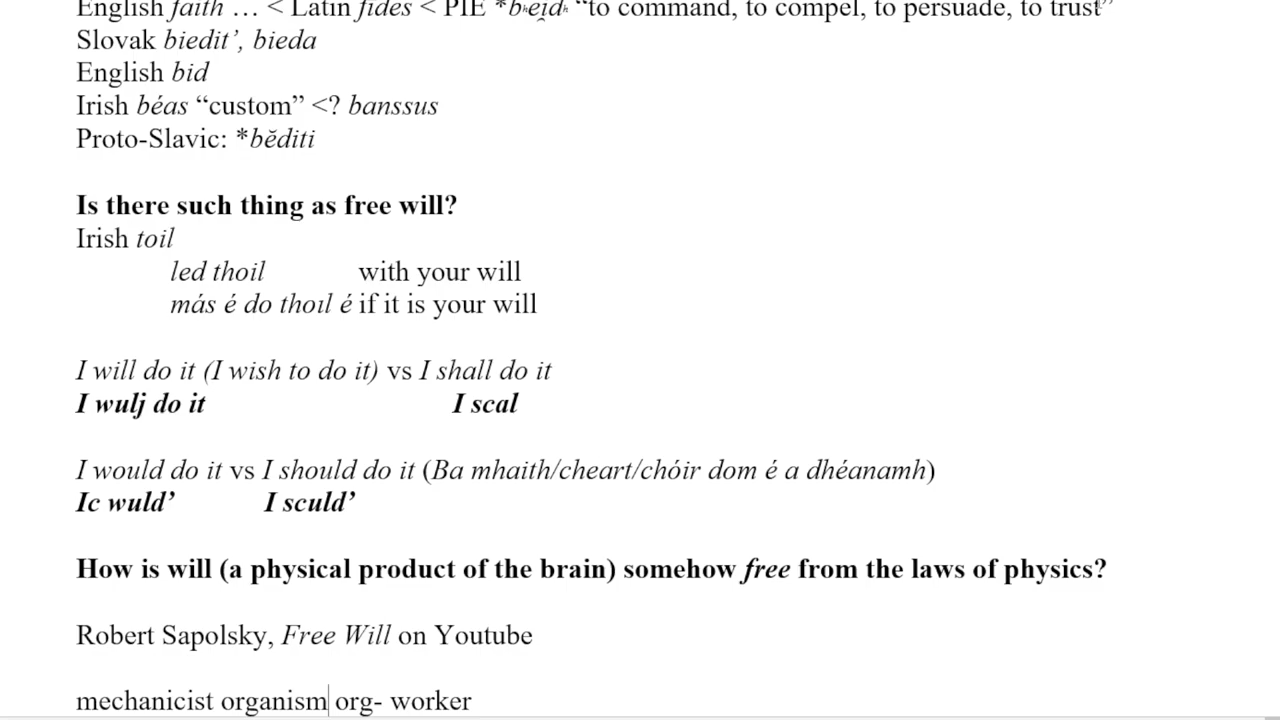 English faith … < Latin fides < PIE *bʰei̯dʰ “to command, to compel, to persuade, to trust”
Slovak biedit’, bieda
English bid
Irish béas “custom” <? banssus
Proto-Slavic: *bĕditi
Is there such thing as free will?
Irish toil
led thoil with your will
más é do thoıl é if it is your will
I will do it (I wish to do it) vs I shall do it
I wulj do it I scal
I would do it vs I should do it (Ba mhaith/cheart/chóir dom é a dhéanamh)
Ic wuld’ I sculd’
How is will (a physical product of the brain) somehow free from the laws of physics?
Robert Sapolsky, Free Will on Youtube
mechanicist organism org- worker